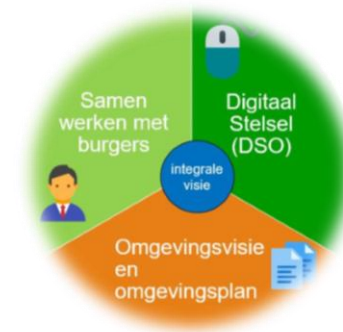 Samen
werken met
burgers
Digitaal
Stelsel
(DSO)
integrale
visie
Omgevingsvisie
en
omgevingsplan